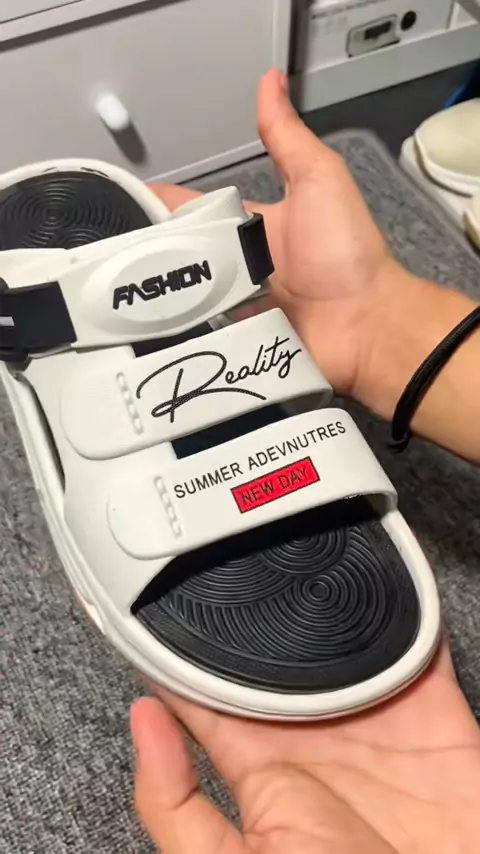 FASHION
Reality
SUMMER ADEVNUTRES
NEW DAY